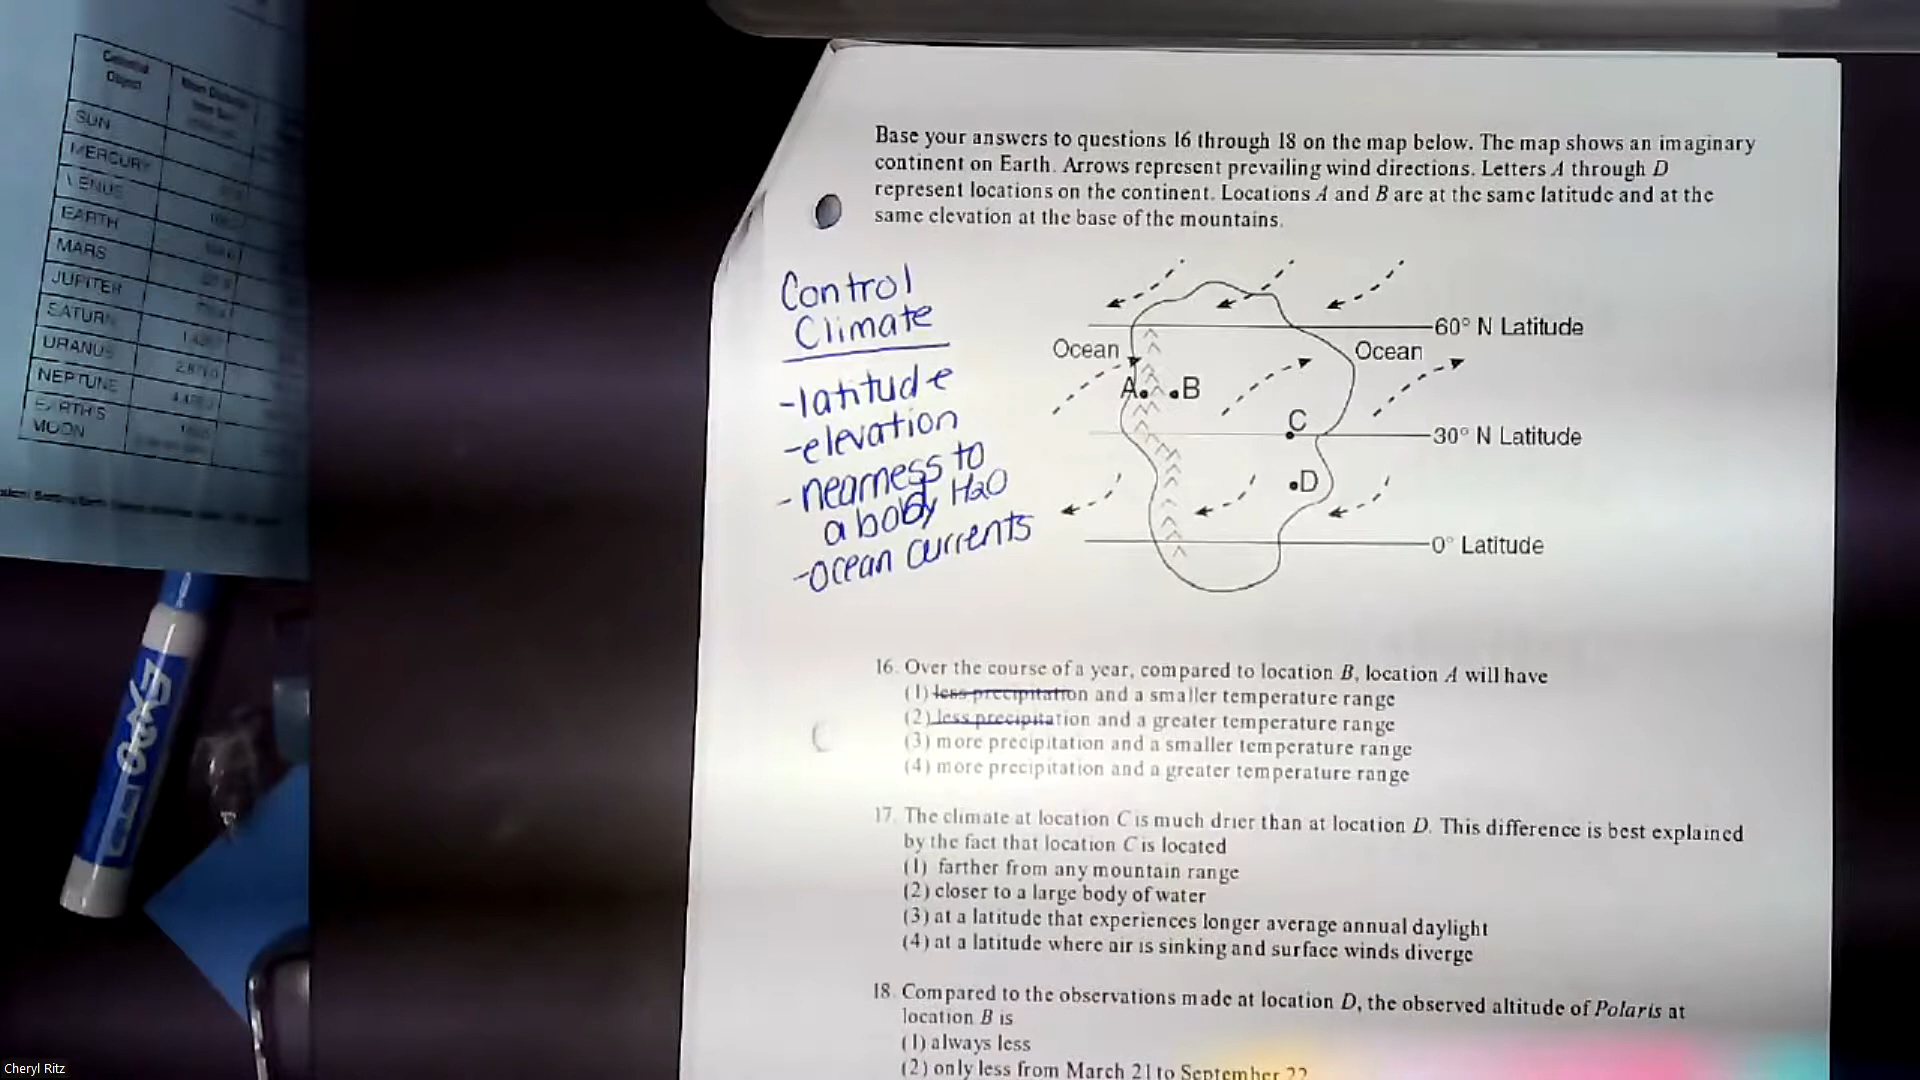 Celestial
Object
SUN
MERCURY
VENUS
EARTH
MARS
JUPITER
SATURN
URANUS
NEPTUNE
EARTH'S
MOON
EXPO
Base your answers to questions 16 through 18 on the map below. The map shows an imaginary
continent on Earth. Arrows represent prevailing wind directions. Letters A through D
represent locations on the continent. Locations A and B are at the same latitude and at the
same elevation at the base of the mountains.
Control
Climate
-latitude
-elevation
-nearness to
a body H2O
-ocean currents
60° N Latitude
Ocean
Ocean
A
B
C
30° N Latitude
D
0° Latitude
16. Over the course of a year, compared to location B, location A will have
(1) less precipitation and a smaller temperature range
(2) less precipitation and a greater temperature range
(3) more precipitation and a smaller temperature range
(4) more precipitation and a greater temperature range
17. The climate at location C is much drier than at location D. This difference is best explained
by the fact that location C is located
(1) farther from any mountain range
(2) closer to a large body of water
(3) at a latitude that experiences longer average annual daylight
(4) at a latitude where air is sinking and surface winds diverge
18. Compared to the observations made at location D, the observed altitude of Polaris at
location B is
(1) always less
(2) only less from March 21 to September 22
Cheryl Ritz